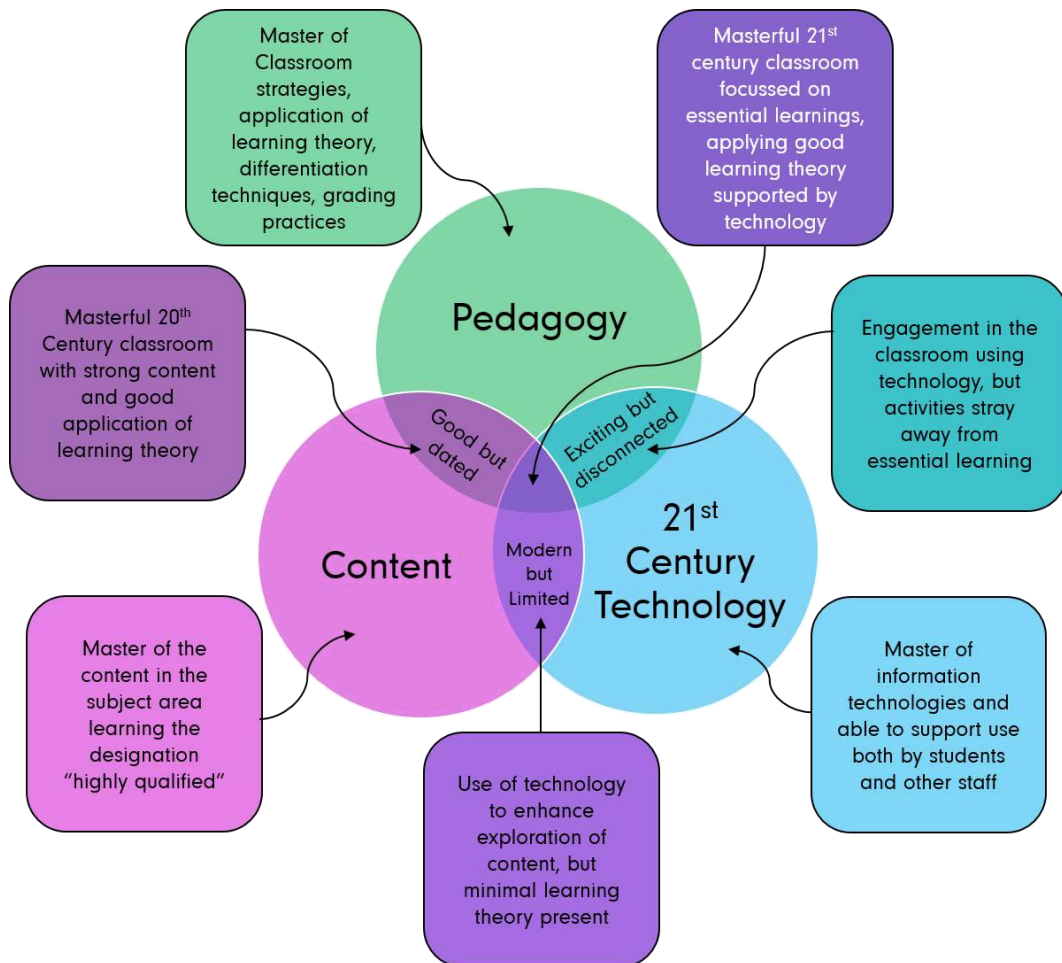 Master of
Classroom
strategies,
application of
learning theory,
differentiation
techniques, grading
practices
Masterful 21st
century classroom
focussed on
essential learnings,
applying good
learning theory
supported by
technology
Pedagogy
Masterful 20th
Century classroom
with strong content
and good
application of
learning theory
Engagement in the
classroom using
technology, but
activities stray
away from
essential learning
Good but
dated
Exciting but
disconnected
Content
Modern
but
Limited
21st
Century
Technology
Master of the
content in the
subject area
learning the
designation
“highly qualified”
Master of
information
technologies and
able to support use
both by students
and other staff
Use of technology
to enhance
exploration of
content, but
minimal learning
theory present